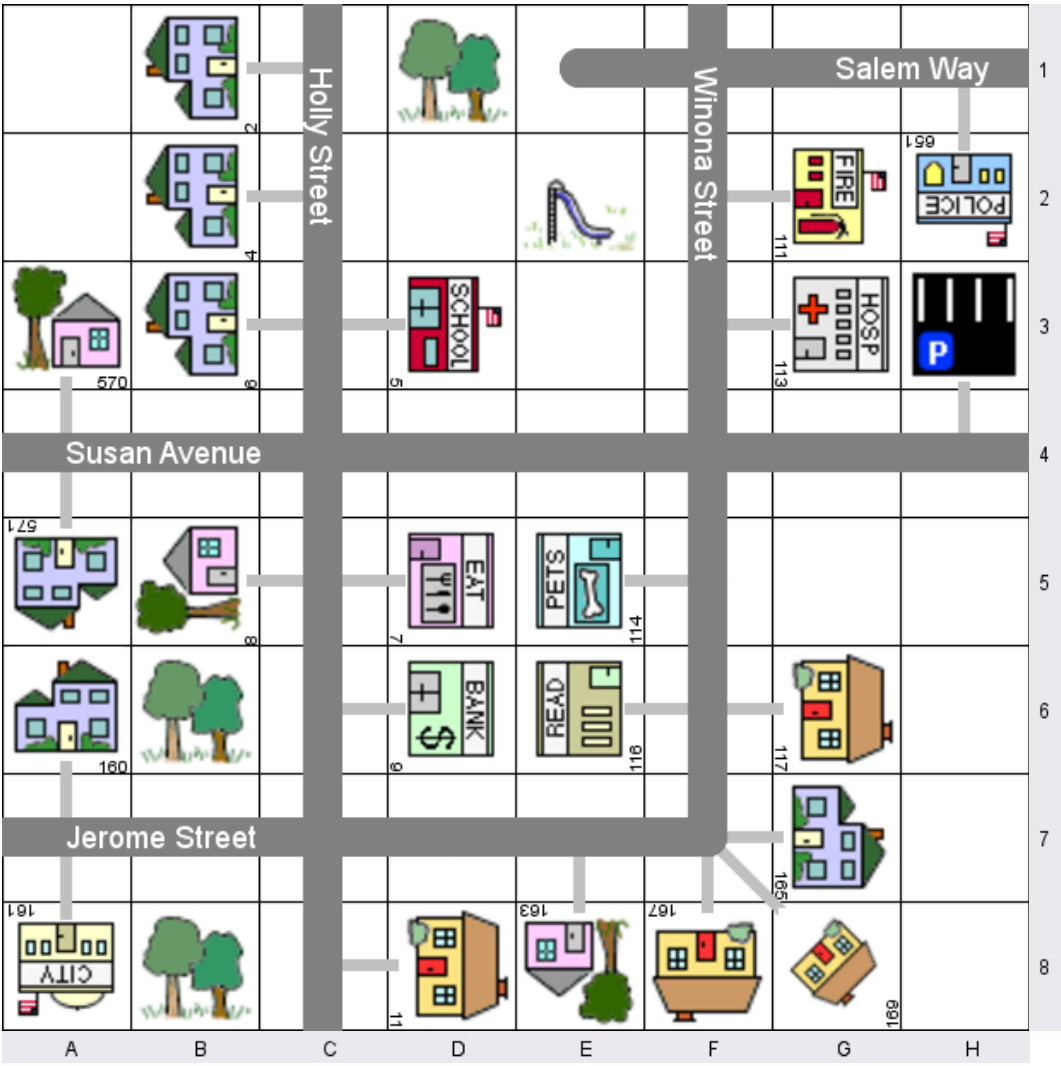 Holly Street
Winona Street
Salem Way
1
2
651
FIRE
POLICE
2
4
111
SCHOOL
HOSP
P
3
570
6
5
113
Susan Avenue
4
571
EAT
PETS
5
8
7
114
BANK
$
READ
6
160
9
116
117
Jerome Street
7
165
161
163
167
CITY
8
11
169
A B C D E F G H